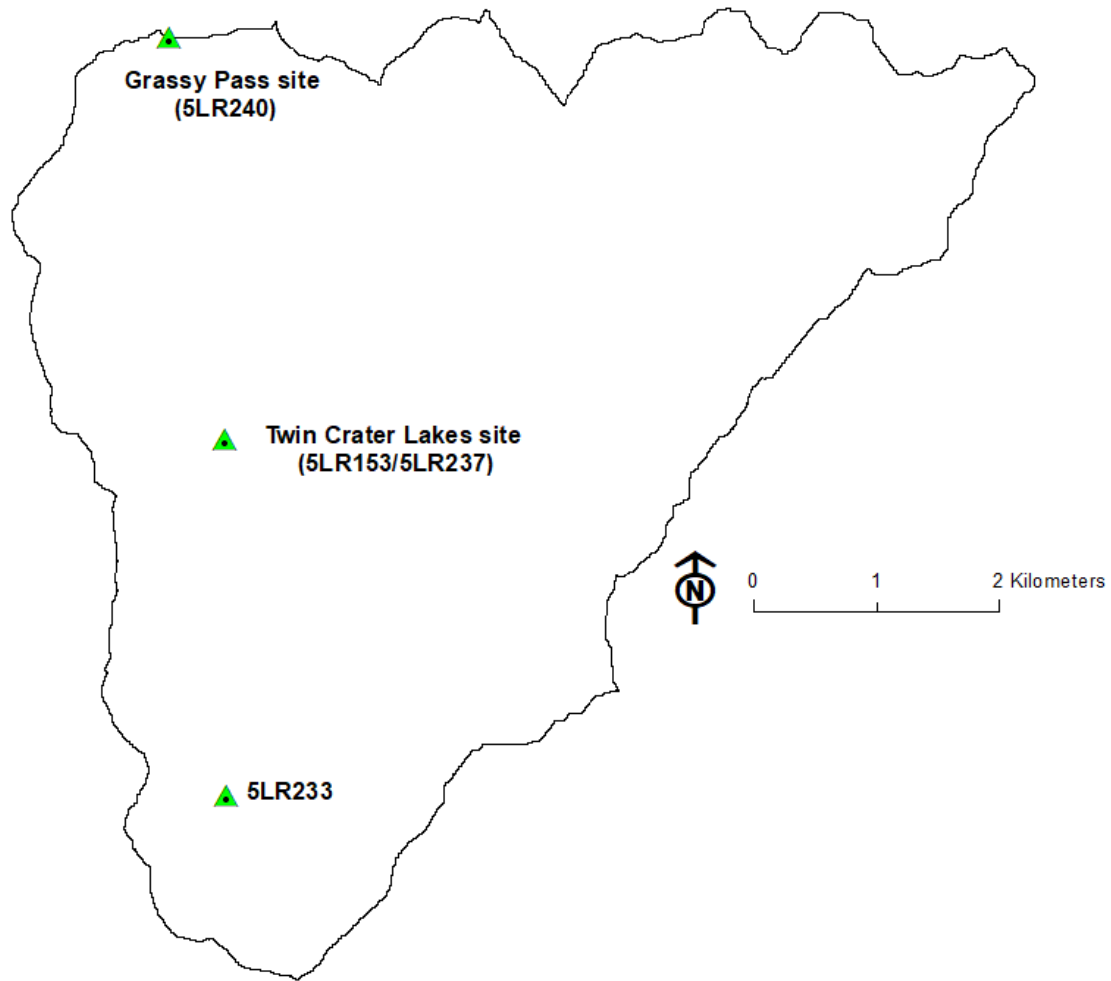 Grassy Pass site
(5LR240)
Twin Crater Lakes site
(5LR153/5LR237)
N
0 1 2 Kilometers
5LR233